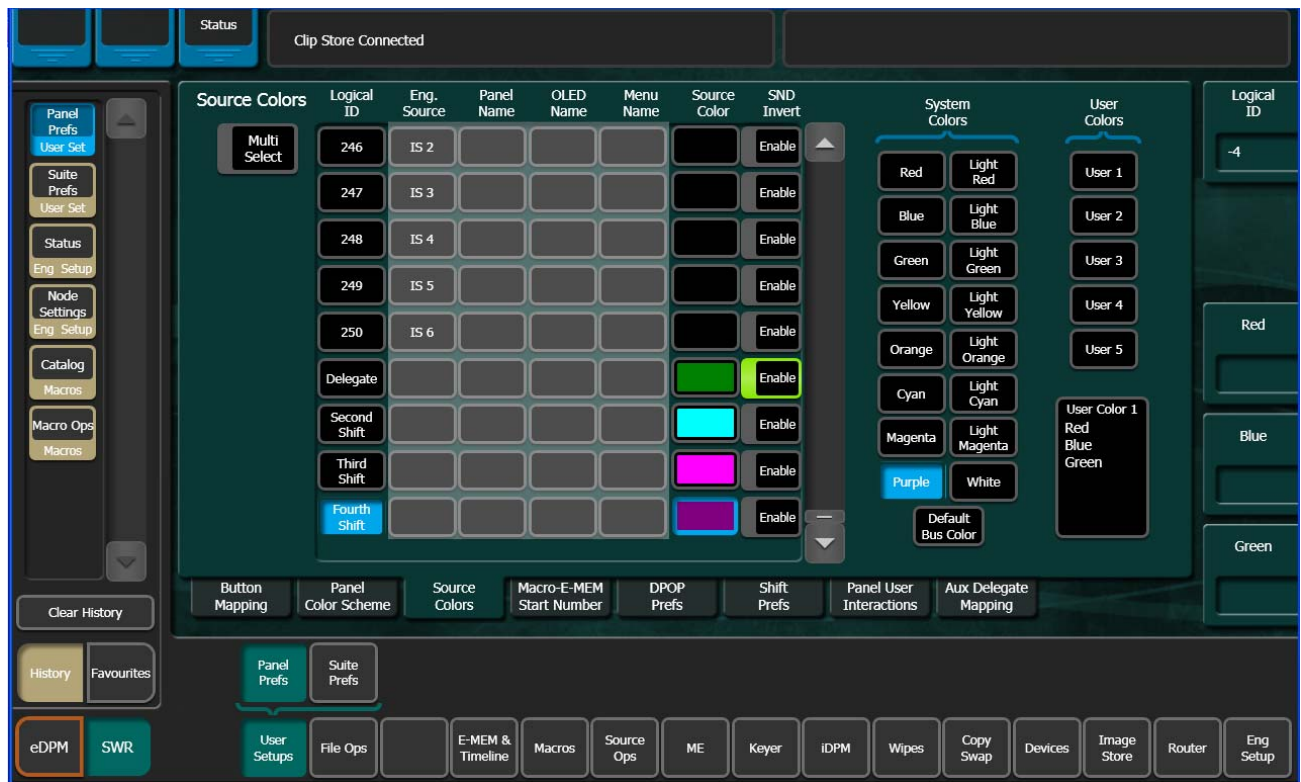 Status
Clip Store Connected
Panel
Prefs
User Set
Suite
Prefs
User Set
Status
Eng Setup
Node
Settings
Eng Setup
Catalog
Macros
Macro Ops
Macros
Clear History
History
Favourites
eDPM
SWR
Source Colors
Multi
Select
Logical
ID
Eng.
Source
Panel
Name
OLED
Name
Menu
Name
Source
Color
SND
Invert
246
IS 2
Enable
247
IS 3
Enable
248
IS 4
Enable
249
IS 5
Enable
250
IS 6
Enable
Delegate
Enable
Second
Shift
Enable
Third
Shift
Enable
Fourth
Shift
Enable
System
Colors
Red
Light
Red
Blue
Light
Blue
Green
Light
Green
Yellow
Light
Yellow
Orange
Light
Orange
Cyan
Light
Cyan
Magenta
Light
Magenta
Purple
White
Default
Bus Color
User
Colors
User 1
User 2
User 3
User 4
User 5
User Color 1
Red
Blue
Green
Logical
ID
-4
Red
Blue
Green
Button
Mapping
Panel
Color Scheme
Source
Colors
Macro-E-MEM
Start Number
DPOP
Prefs
Shift
Prefs
Panel User
Interactions
Aux Delegate
Mapping
Panel
Prefs
Suite
Prefs
User
Setups
File Ops
E-MEM &
Timeline
Macros
Source
Ops
ME
Keyer
iDPM
Wipes
Copy
Swap
Devices
Image
Store
Router
Eng
Setup